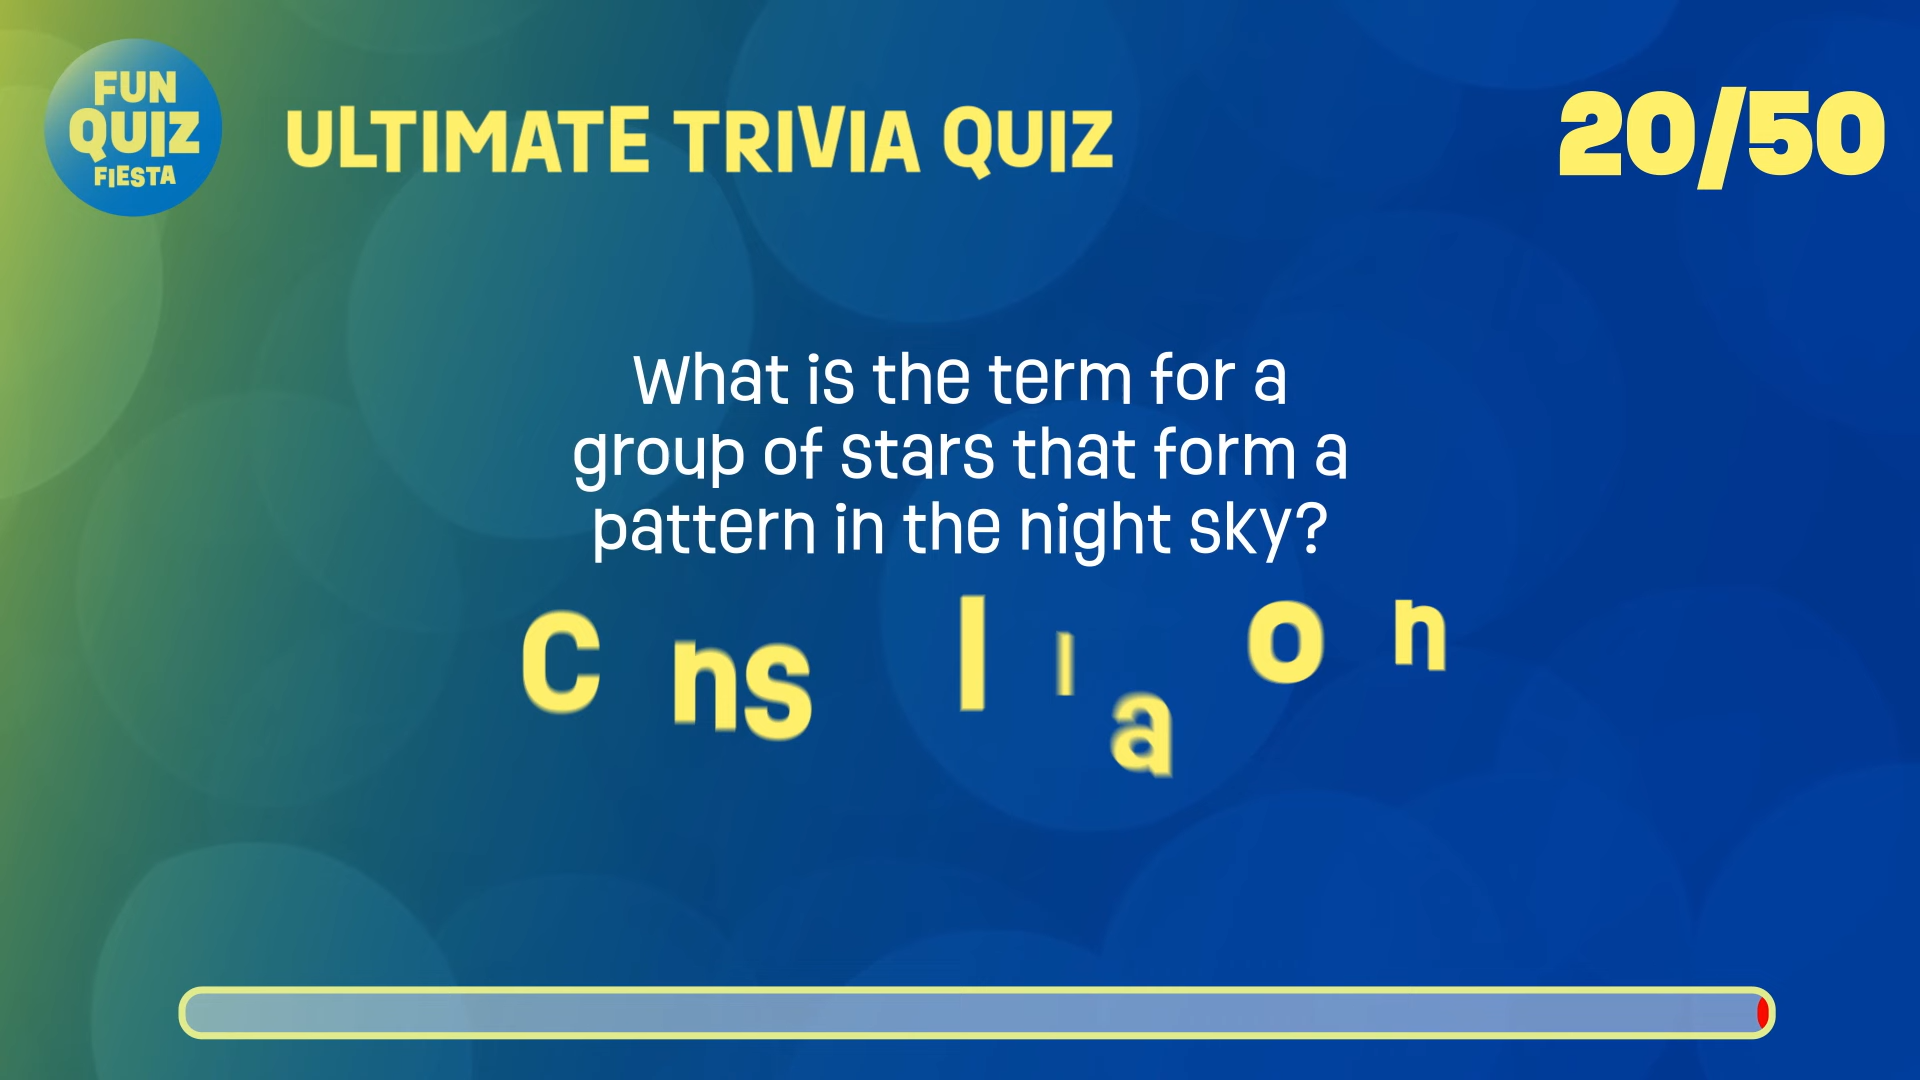 FUN
QUIZ
FIESTA
ULTIMATE TRIVIA QUIZ
20/50
What is the term for a
group of stars that form a
pattern in the night sky?
C ns l l a o n